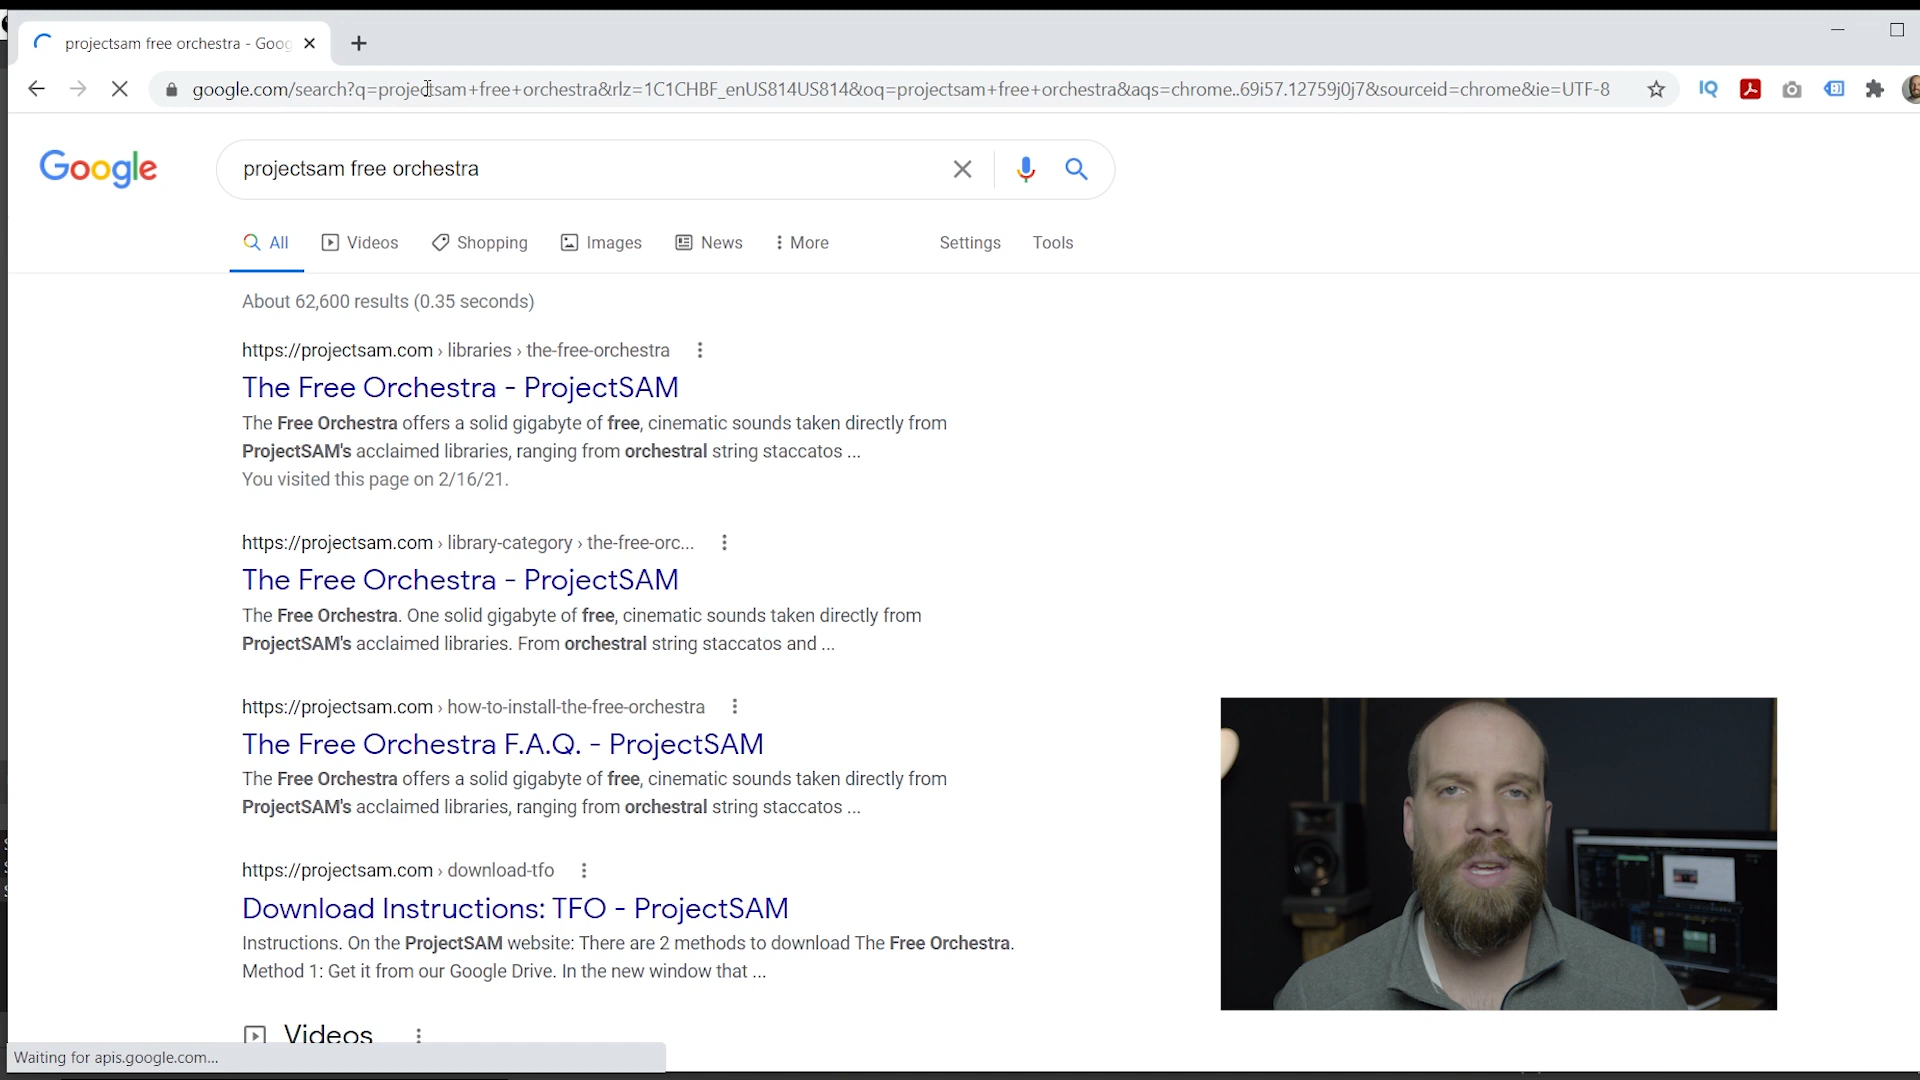 projectsam free orchestra - Goog
google.com/search?q=projectsam+free+orchestra&rlz=1C1CHBF_enUS814US814&oq=projectsam+free+orchestra&aqs=chrome..69i57.12759j0j7&sourceid=chrome&ie=UTF-8
IQ
Google
projectsam free orchestra
All Videos Shopping Images News More Settings Tools
About 62,600 results (0.35 seconds)
https://projectsam.com › libraries › the-free-orchestra
The Free Orchestra - ProjectSAM
The Free Orchestra offers a solid gigabyte of free, cinematic sounds taken directly from
ProjectSAM's acclaimed libraries, ranging from orchestral string staccatos ...
You visited this page on 2/16/21.
https://projectsam.com › library-category › the-free-orc...
The Free Orchestra - ProjectSAM
The Free Orchestra. One solid gigabyte of free, cinematic sounds taken directly from
ProjectSAM's acclaimed libraries. From orchestral string staccatos and ...
https://projectsam.com › how-to-install-the-free-orchestra
The Free Orchestra F.A.Q. - ProjectSAM
The Free Orchestra offers a solid gigabyte of free, cinematic sounds taken directly from
ProjectSAM's acclaimed libraries, ranging from orchestral string staccatos ...
https://projectsam.com › download-tfo
Download Instructions: TFO - ProjectSAM
Instructions. On the ProjectSAM website: There are 2 methods to download The Free Orchestra.
Method 1: Get it from our Google Drive. In the new window that ...
Videos
Waiting for apis.google.com...